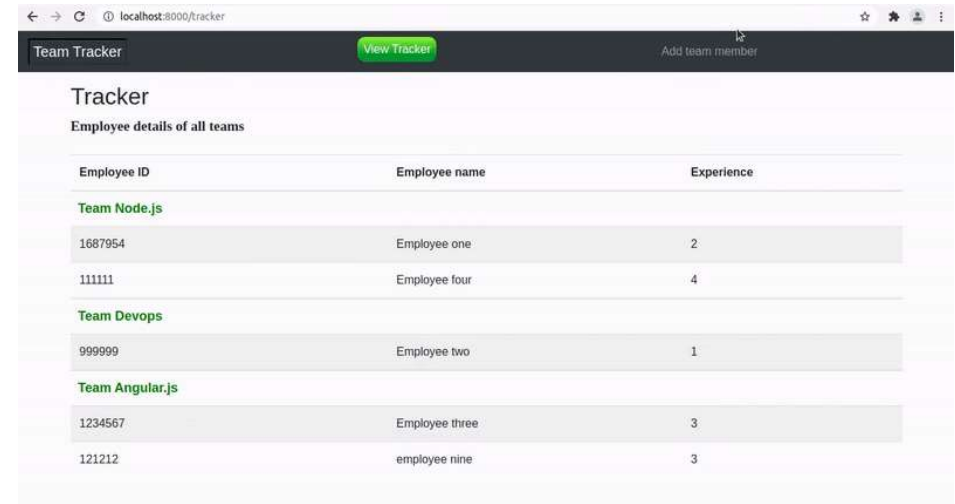 localhost:8000/tracker
Team Tracker View Tracker Add team member
Tracker
Employee details of all teams
Employee ID Employee name Experience
Team Node.js
1687954 Employee one 2
111111 Employee four 4
Team Devops
999999 Employee two 1
Team Angular.js
1234567 Employee three 3
121212 employee nine 3